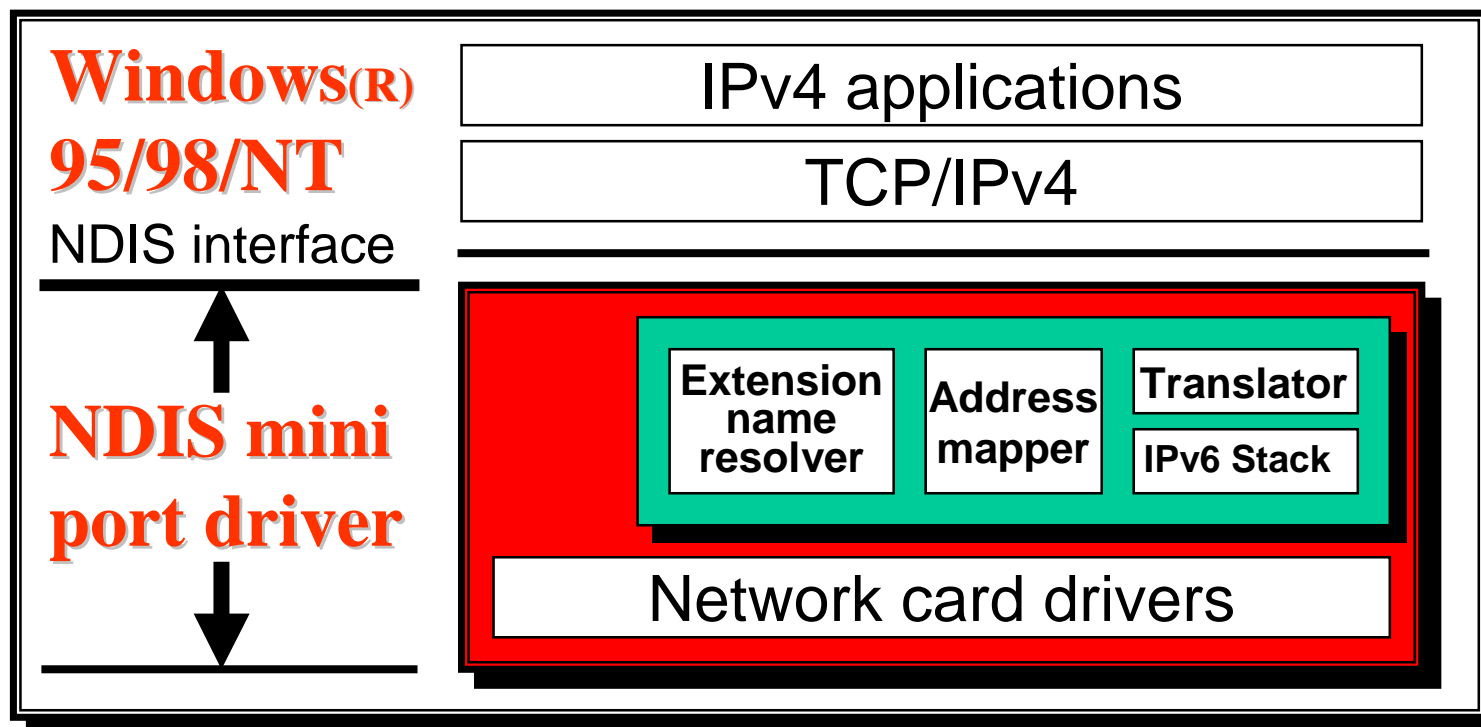 Windows(R)
95/98/NT
NDIS interface
NDIS mini
port driver
IPv4 applications
TCP/IPv4
Extension
name
resolver
Address
mapper
Translator
IPv6 Stack
Network card drivers